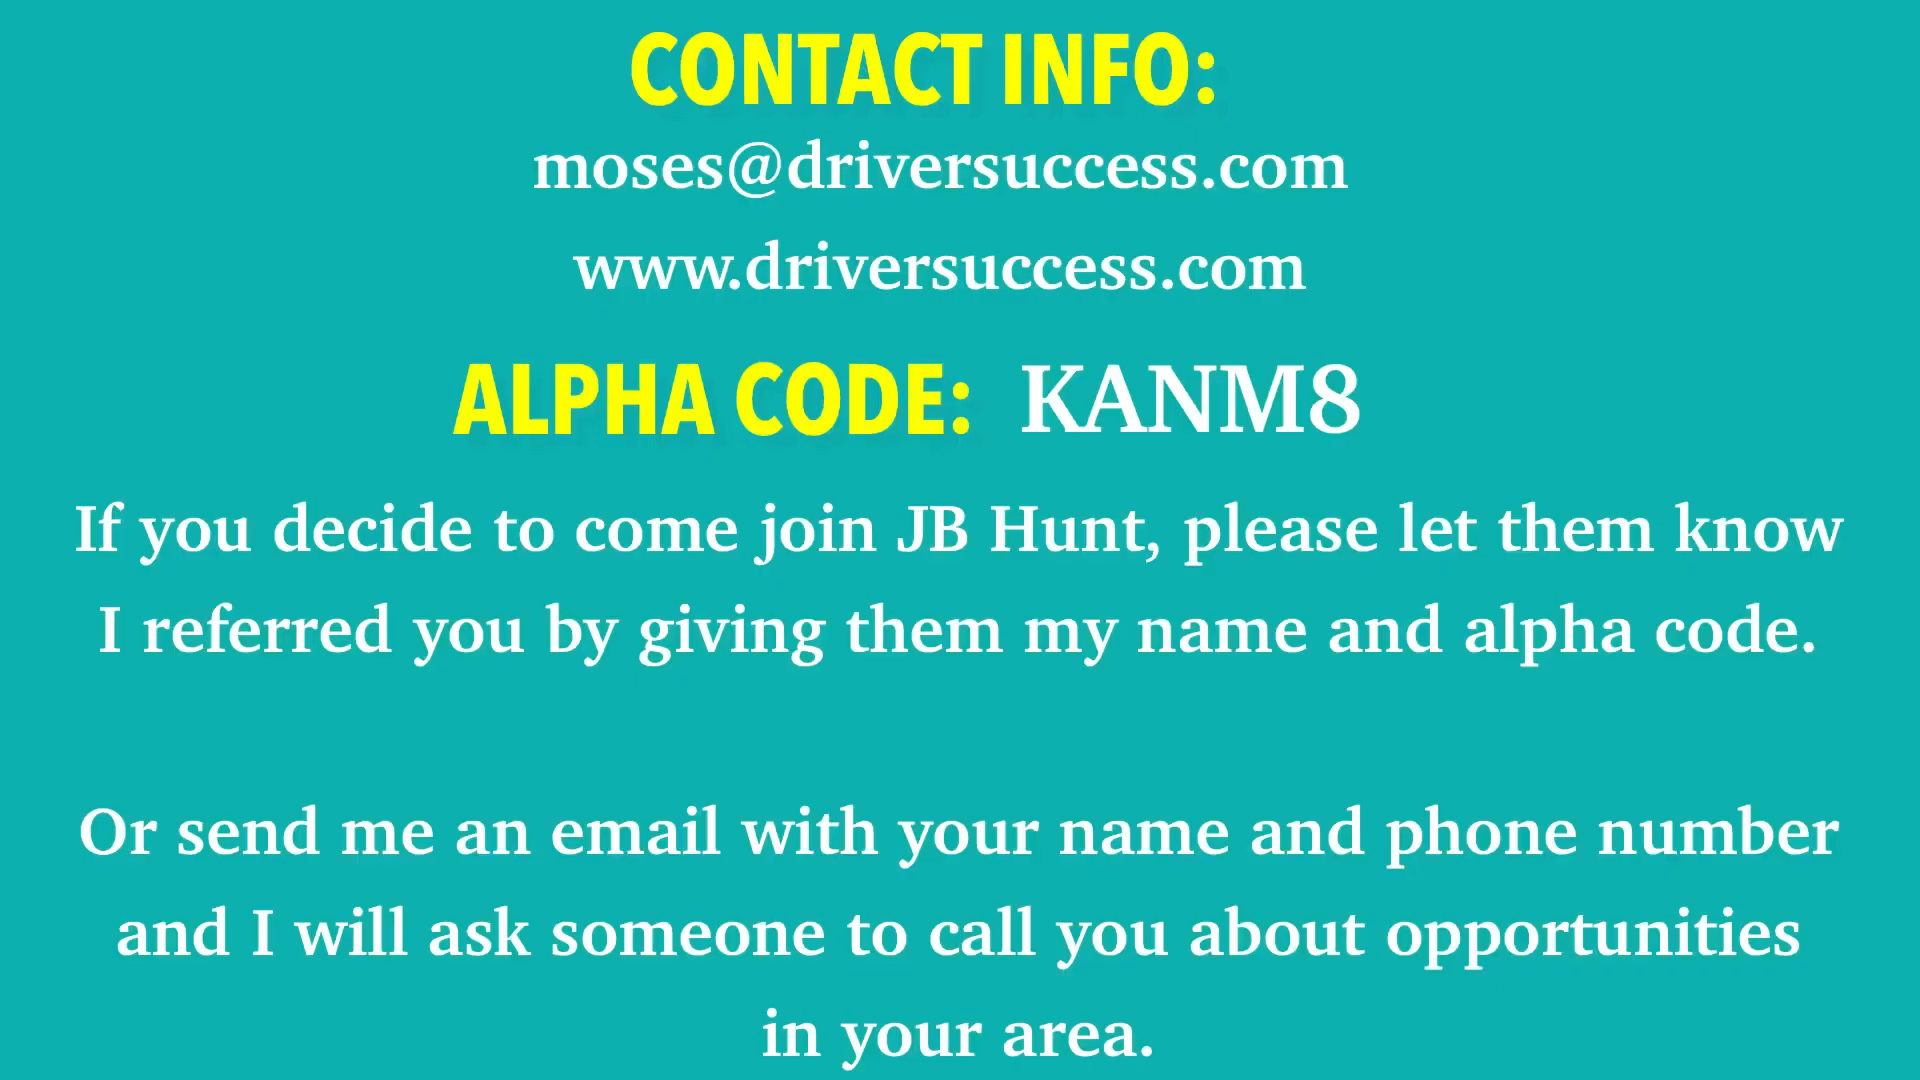 CONTACT INFO:
moses@driversuccess.com
www.driversuccess.com
ALPHA CODE: KANM8
If you decide to come join JB Hunt, please let them know
I referred you by giving them my name and alpha code.
Or send me an email with your name and phone number
and I will ask someone to call you about opportunities
in your area.